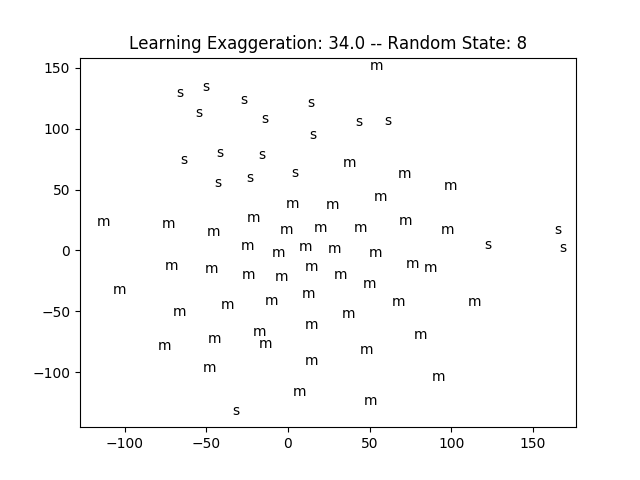 Learning Exaggeration: 34.0 -- Random State: 8
150 m
s s
s s
s
s s s
100 s
s
s s s m
m
s s s m
50
m
m m
m m m m
m m m m m m s
m m m m m s s
0 m m
m m m m m
m m m m m
m
m m m m m
−50 m m
m
m m
m m
m m
m m
−100 m
m
m
s
−100 −50 0 50 100 150